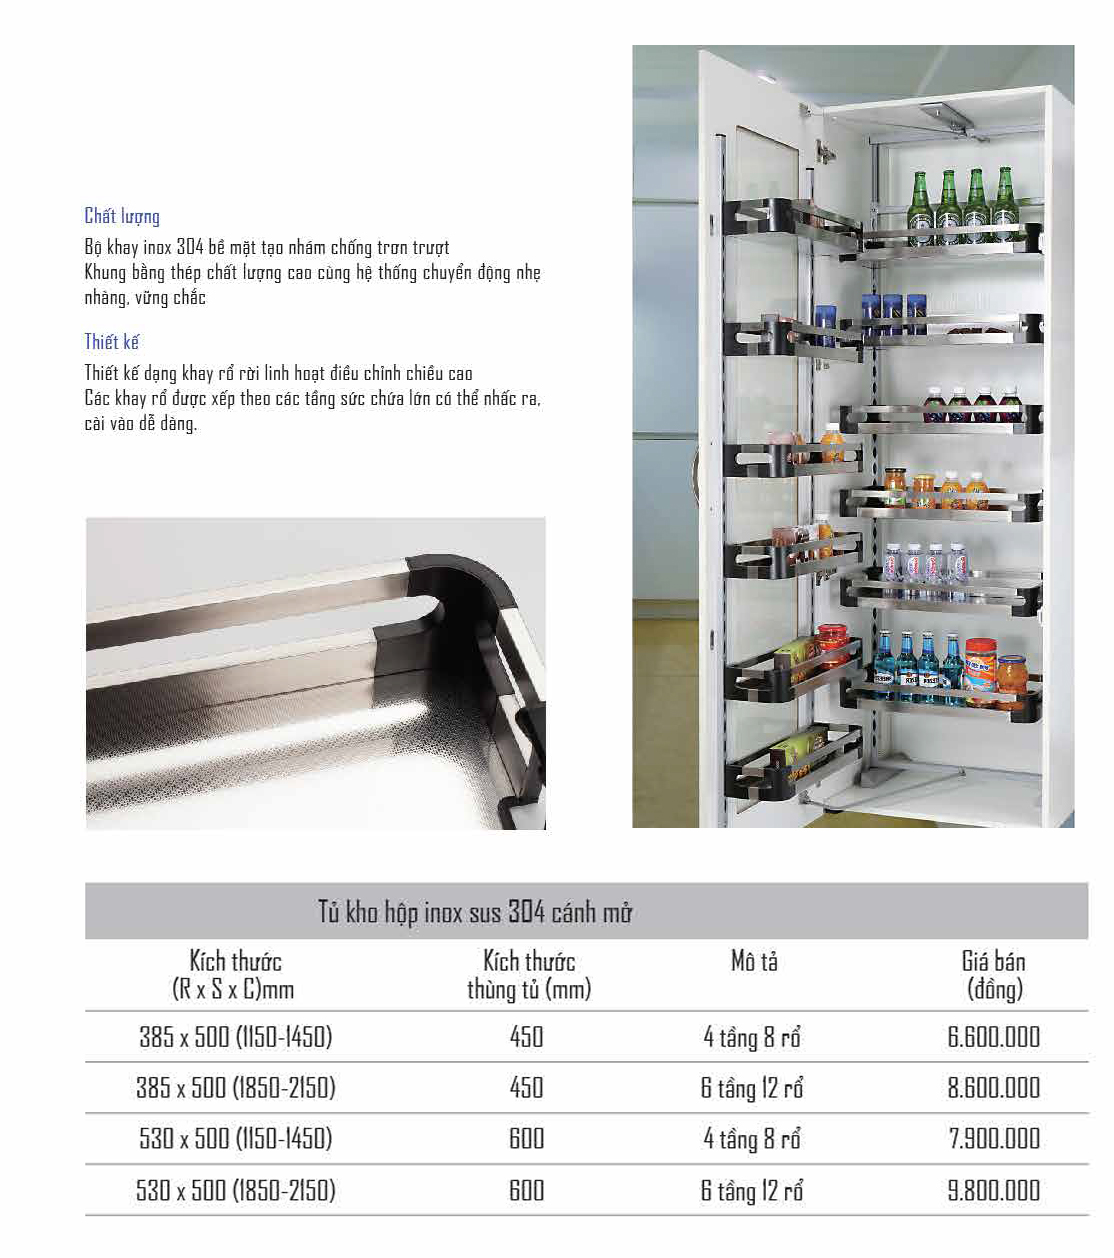 Chất lượng
Bộ khay inox 304 bề mặt tạo nhám chống trơn trượt
Khung bằng thép chất lượng cao cùng hệ thống chuyển động nhẹ
nhàng, vững chắc
Thiết kế
Thiết kế dạng khay rổ rời linh hoạt điều chỉnh chiều cao
Các khay rổ được xếp theo các tầng sức chứa lớn có thể nhấc ra,
cài vào dễ dàng.
Tủ kho hộp inox sus 304 cánh mở
Kích thước (R x S x C)mm Kích thước thùng tủ (mm) Mô tả Giá bán (đồng)
385 x 500 (1150-1450) 450 4 tầng 8 rổ 6.600.000
385 x 500 (1850-2150) 450 6 tầng 12 rổ 8.600.000
530 x 500 (1150-1450) 600 4 tầng 8 rổ 7.900.000
530 x 500 (1850-2150) 600 6 tầng 12 rổ 9.800.000